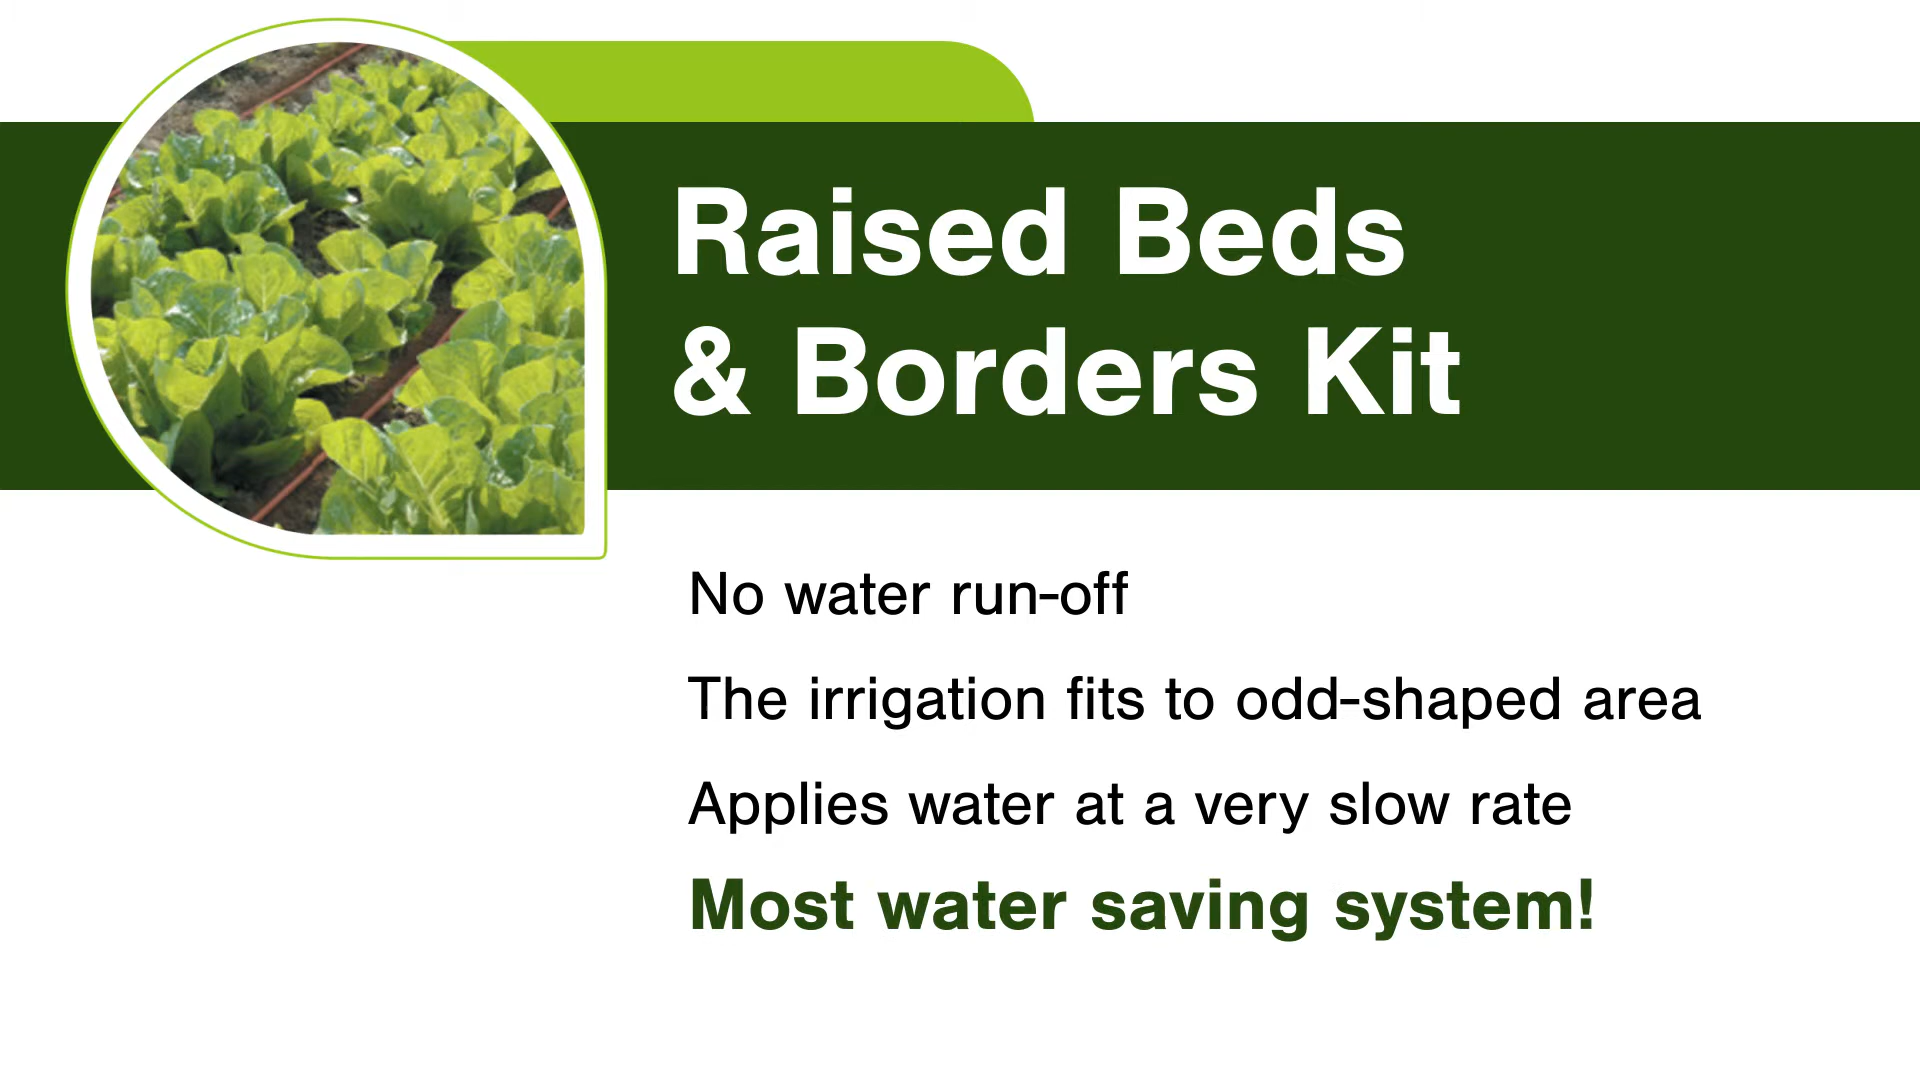 Raised Beds
& Borders Kit
No water run-off
The irrigation fits to odd-shaped area
Applies water at a very slow rate
Most water saving system!